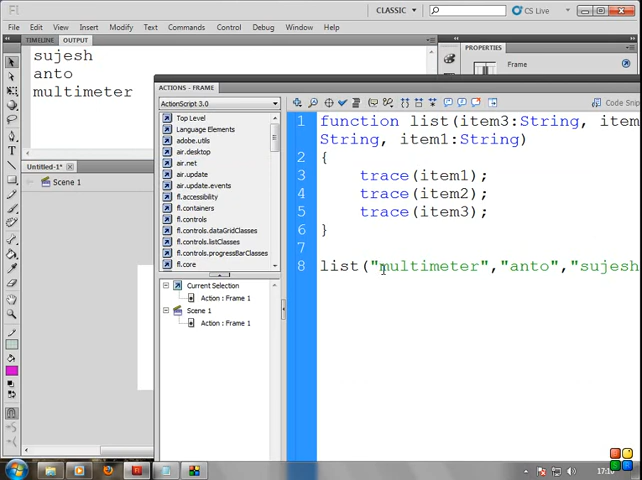 Fl
CLASSIC
CS Live
File
Edit
View
Insert
Modify
Text
Commands
Control
Debug
Window
Help
TIMELINE OUTPUT
sujesh
anto
multimeter
PROPERTIES
Frame
ACTIONS - FRAME
ActionScript 3.0
Code Snip
Top Level
Language Elements
adobe.utils
air.desktop
air.net
air.update
air.update.events
fl.accessibility
fl.containers
fl.controls
fl.controls.dataGridClasses
fl.controls.listClasses
fl.controls.progressBarClasses
fl.core
Untitled-1*
Scene 1
Current Selection
Action : Frame 1
Scene 1
Action : Frame 1
1 function list(item3:String, item
String, item1:String)
2 {
3 trace(item1);
4 trace(item2);
5 trace(item3);
6 }
7
8 list("multimeter","anto","sujesh